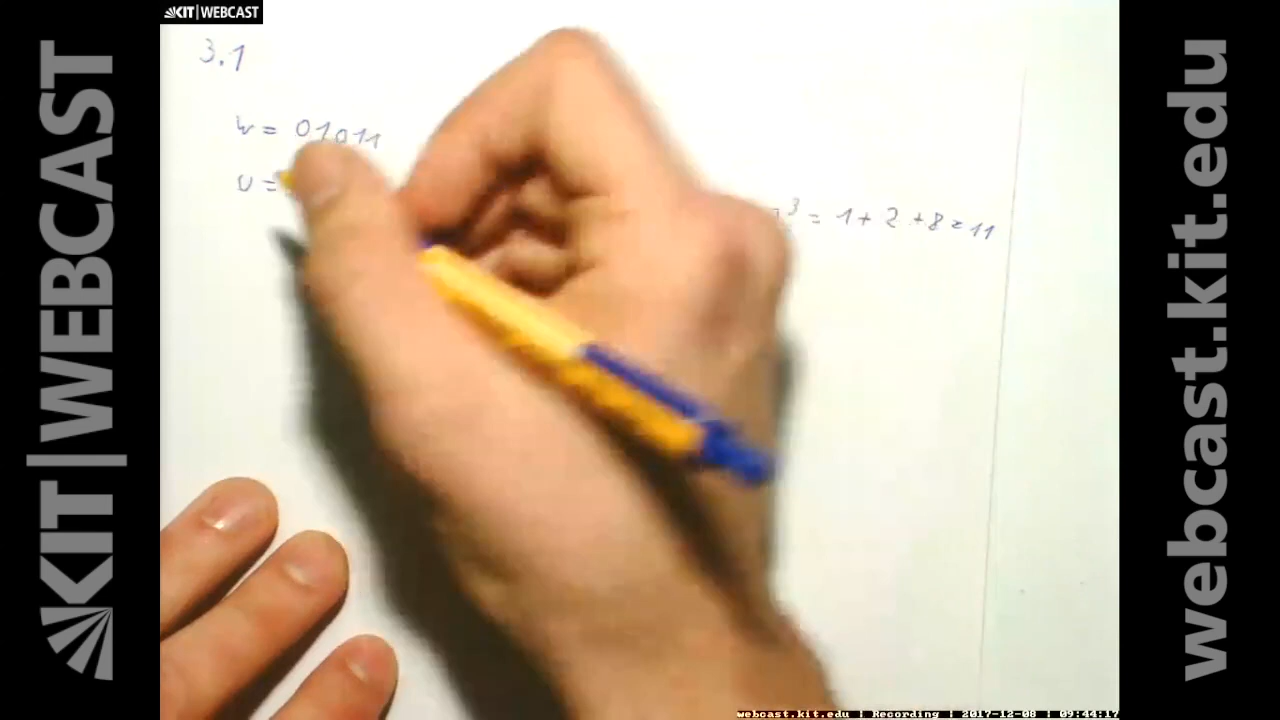 KIT|WEBCAST
KIT|WEBCAST
webcast.kit.edu
3.1
w = 01011
v =
³ = 1 + 2 + 8 = 11
webcast.kit.edu | Recording | 2017-12-08 | 09:44:17